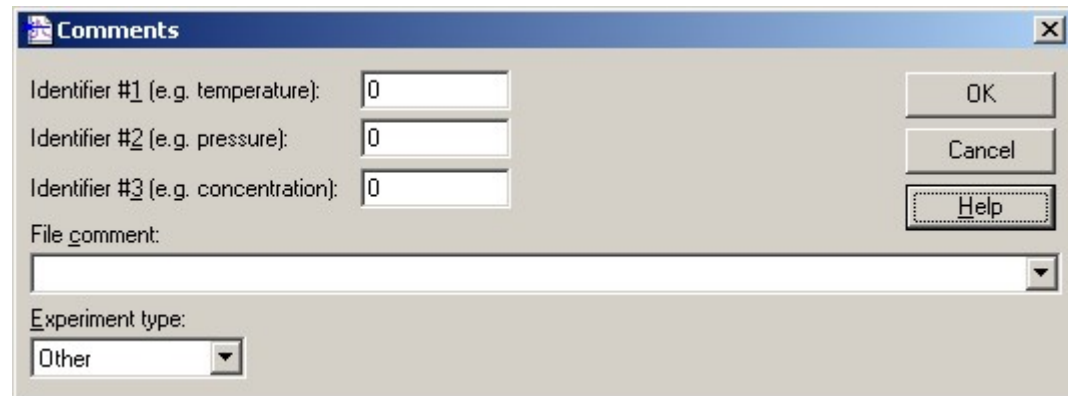 Comments
Identifier #1 (e.g. temperature): 0
OK
Identifier #2 (e.g. pressure): 0
Cancel
Identifier #3 (e.g. concentration): 0
Help
File comment:
Experiment type:
Other